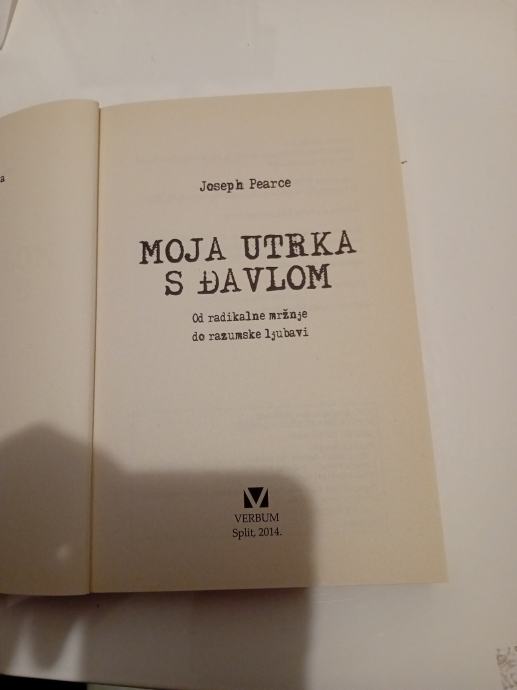 a
Joseph Pearce
MOJA UTRKA
S ĐAVLOM
Od radikalne mržnje
do razumske ljubavi
VERBUM
Split, 2014.